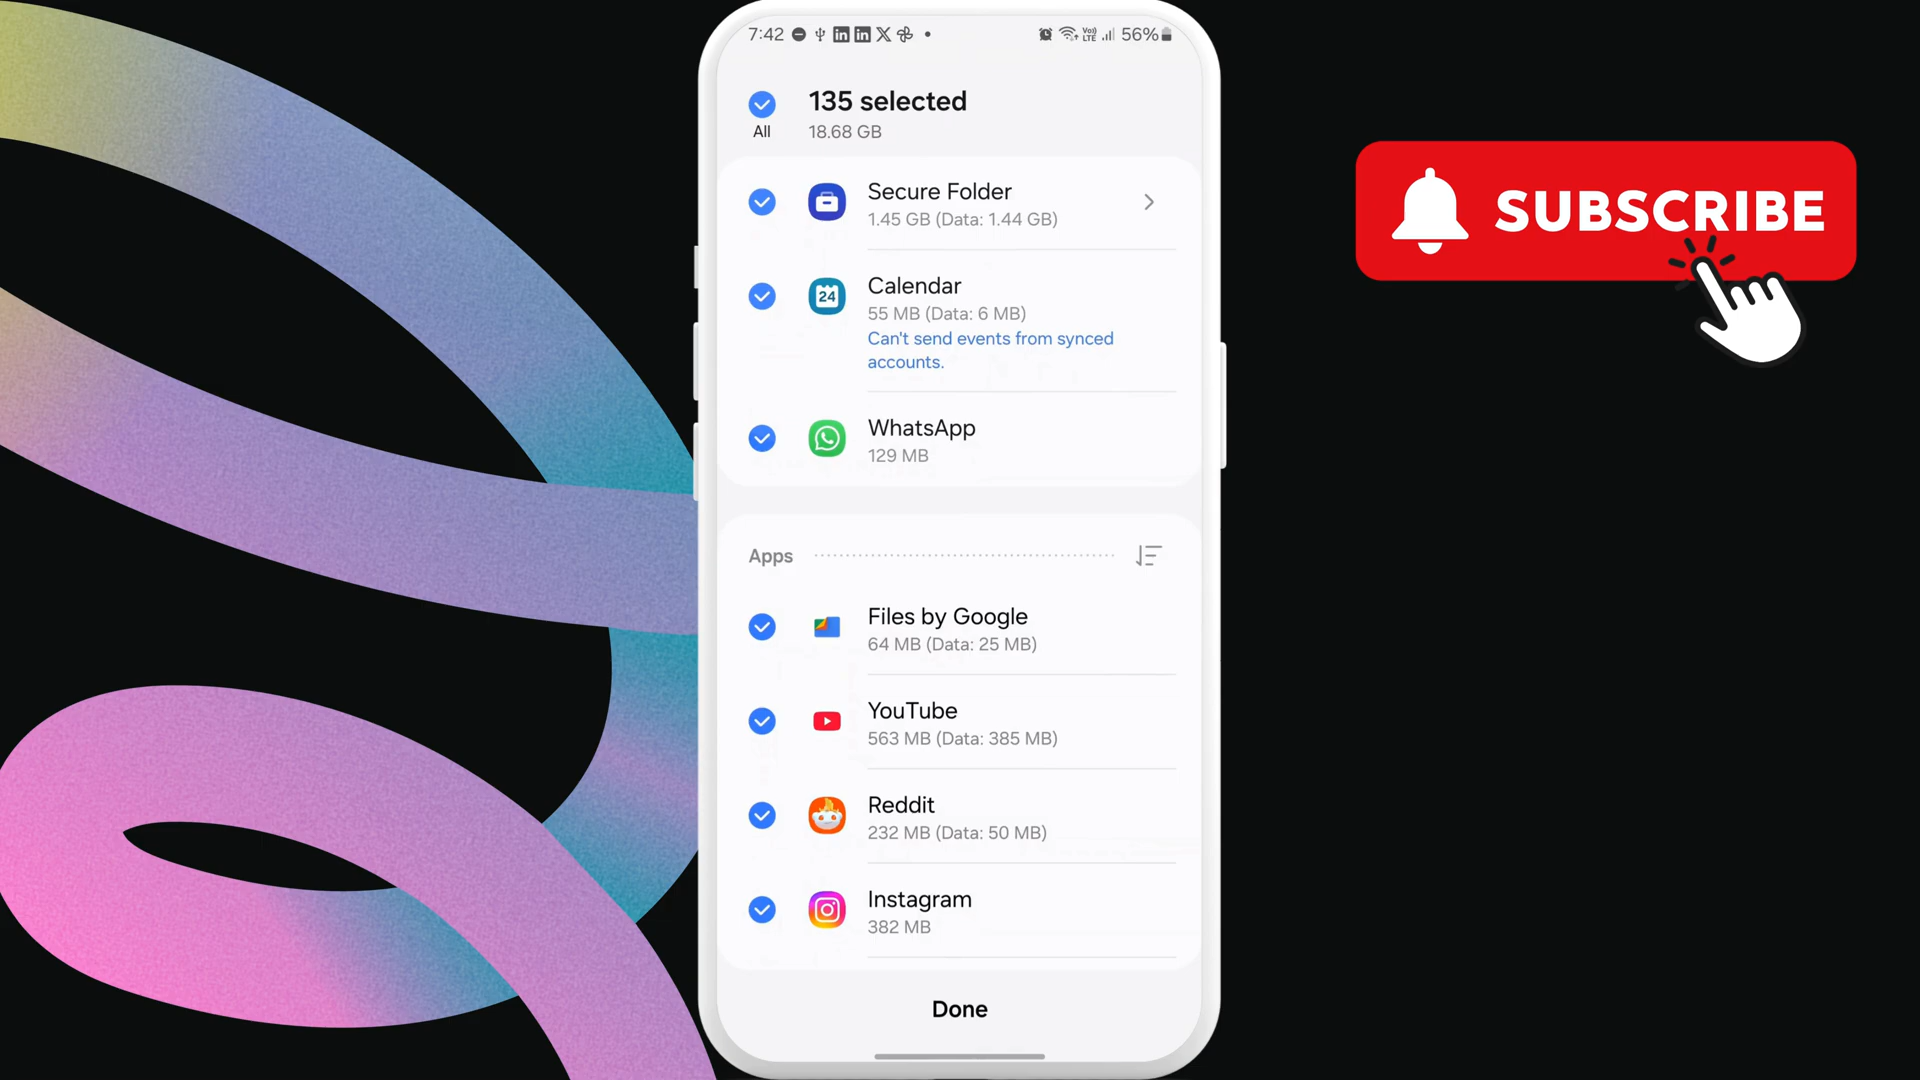 7:42
Vo)) LTE 56%
135 selected
All
18.68 GB
SUBSCRIBE
Secure Folder
1.45 GB (Data: 1.44 GB)
Calendar
24
55 MB (Data: 6 MB)
Can't send events from synced
accounts.
WhatsApp
129 MB
Apps
Files by Google
64 MB (Data: 25 MB)
YouTube
563 MB (Data: 385 MB)
Reddit
232 MB (Data: 50 MB)
Instagram
382 MB
Done